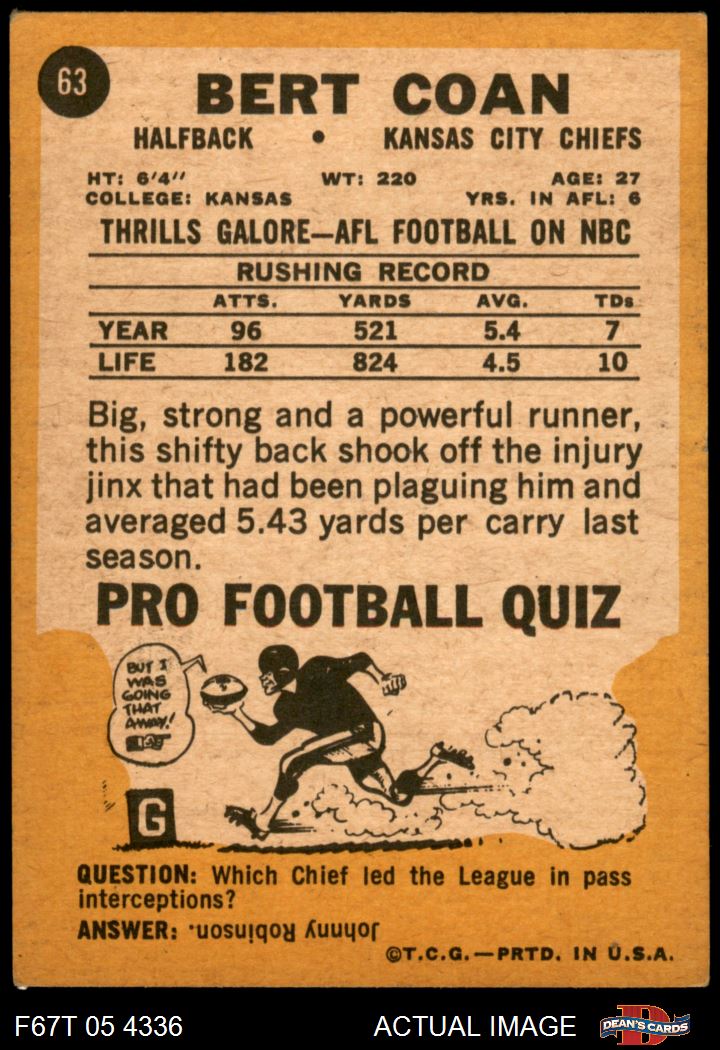 63
BERT COAN
HALFBACK • KANSAS CITY CHIEFS
HT: 6'4" WT: 220 AGE: 27
COLLEGE: KANSAS YRS. IN AFL: 6
THRILLS GALORE—AFL FOOTBALL ON NBC
RUSHING RECORD
ATTS. YARDS AVG. TDs
YEAR 96 521 5.4 7
LIFE 182 824 4.5 10
Big, strong and a powerful runner,
this shifty back shook off the injury
jinx that had been plaguing him and
averaged 5.43 yards per carry last
season.
PRO FOOTBALL QUIZ
BUT I
WAS
GOING
THAT
AWAY!
G
QUESTION: Which Chief led the League in pass
interceptions?
ANSWER: Johnny Robinson.
©T.C.G.—PRTD. IN U.S.A.
F67T 05 4336 ACTUAL IMAGE D DEAN'S CARDS